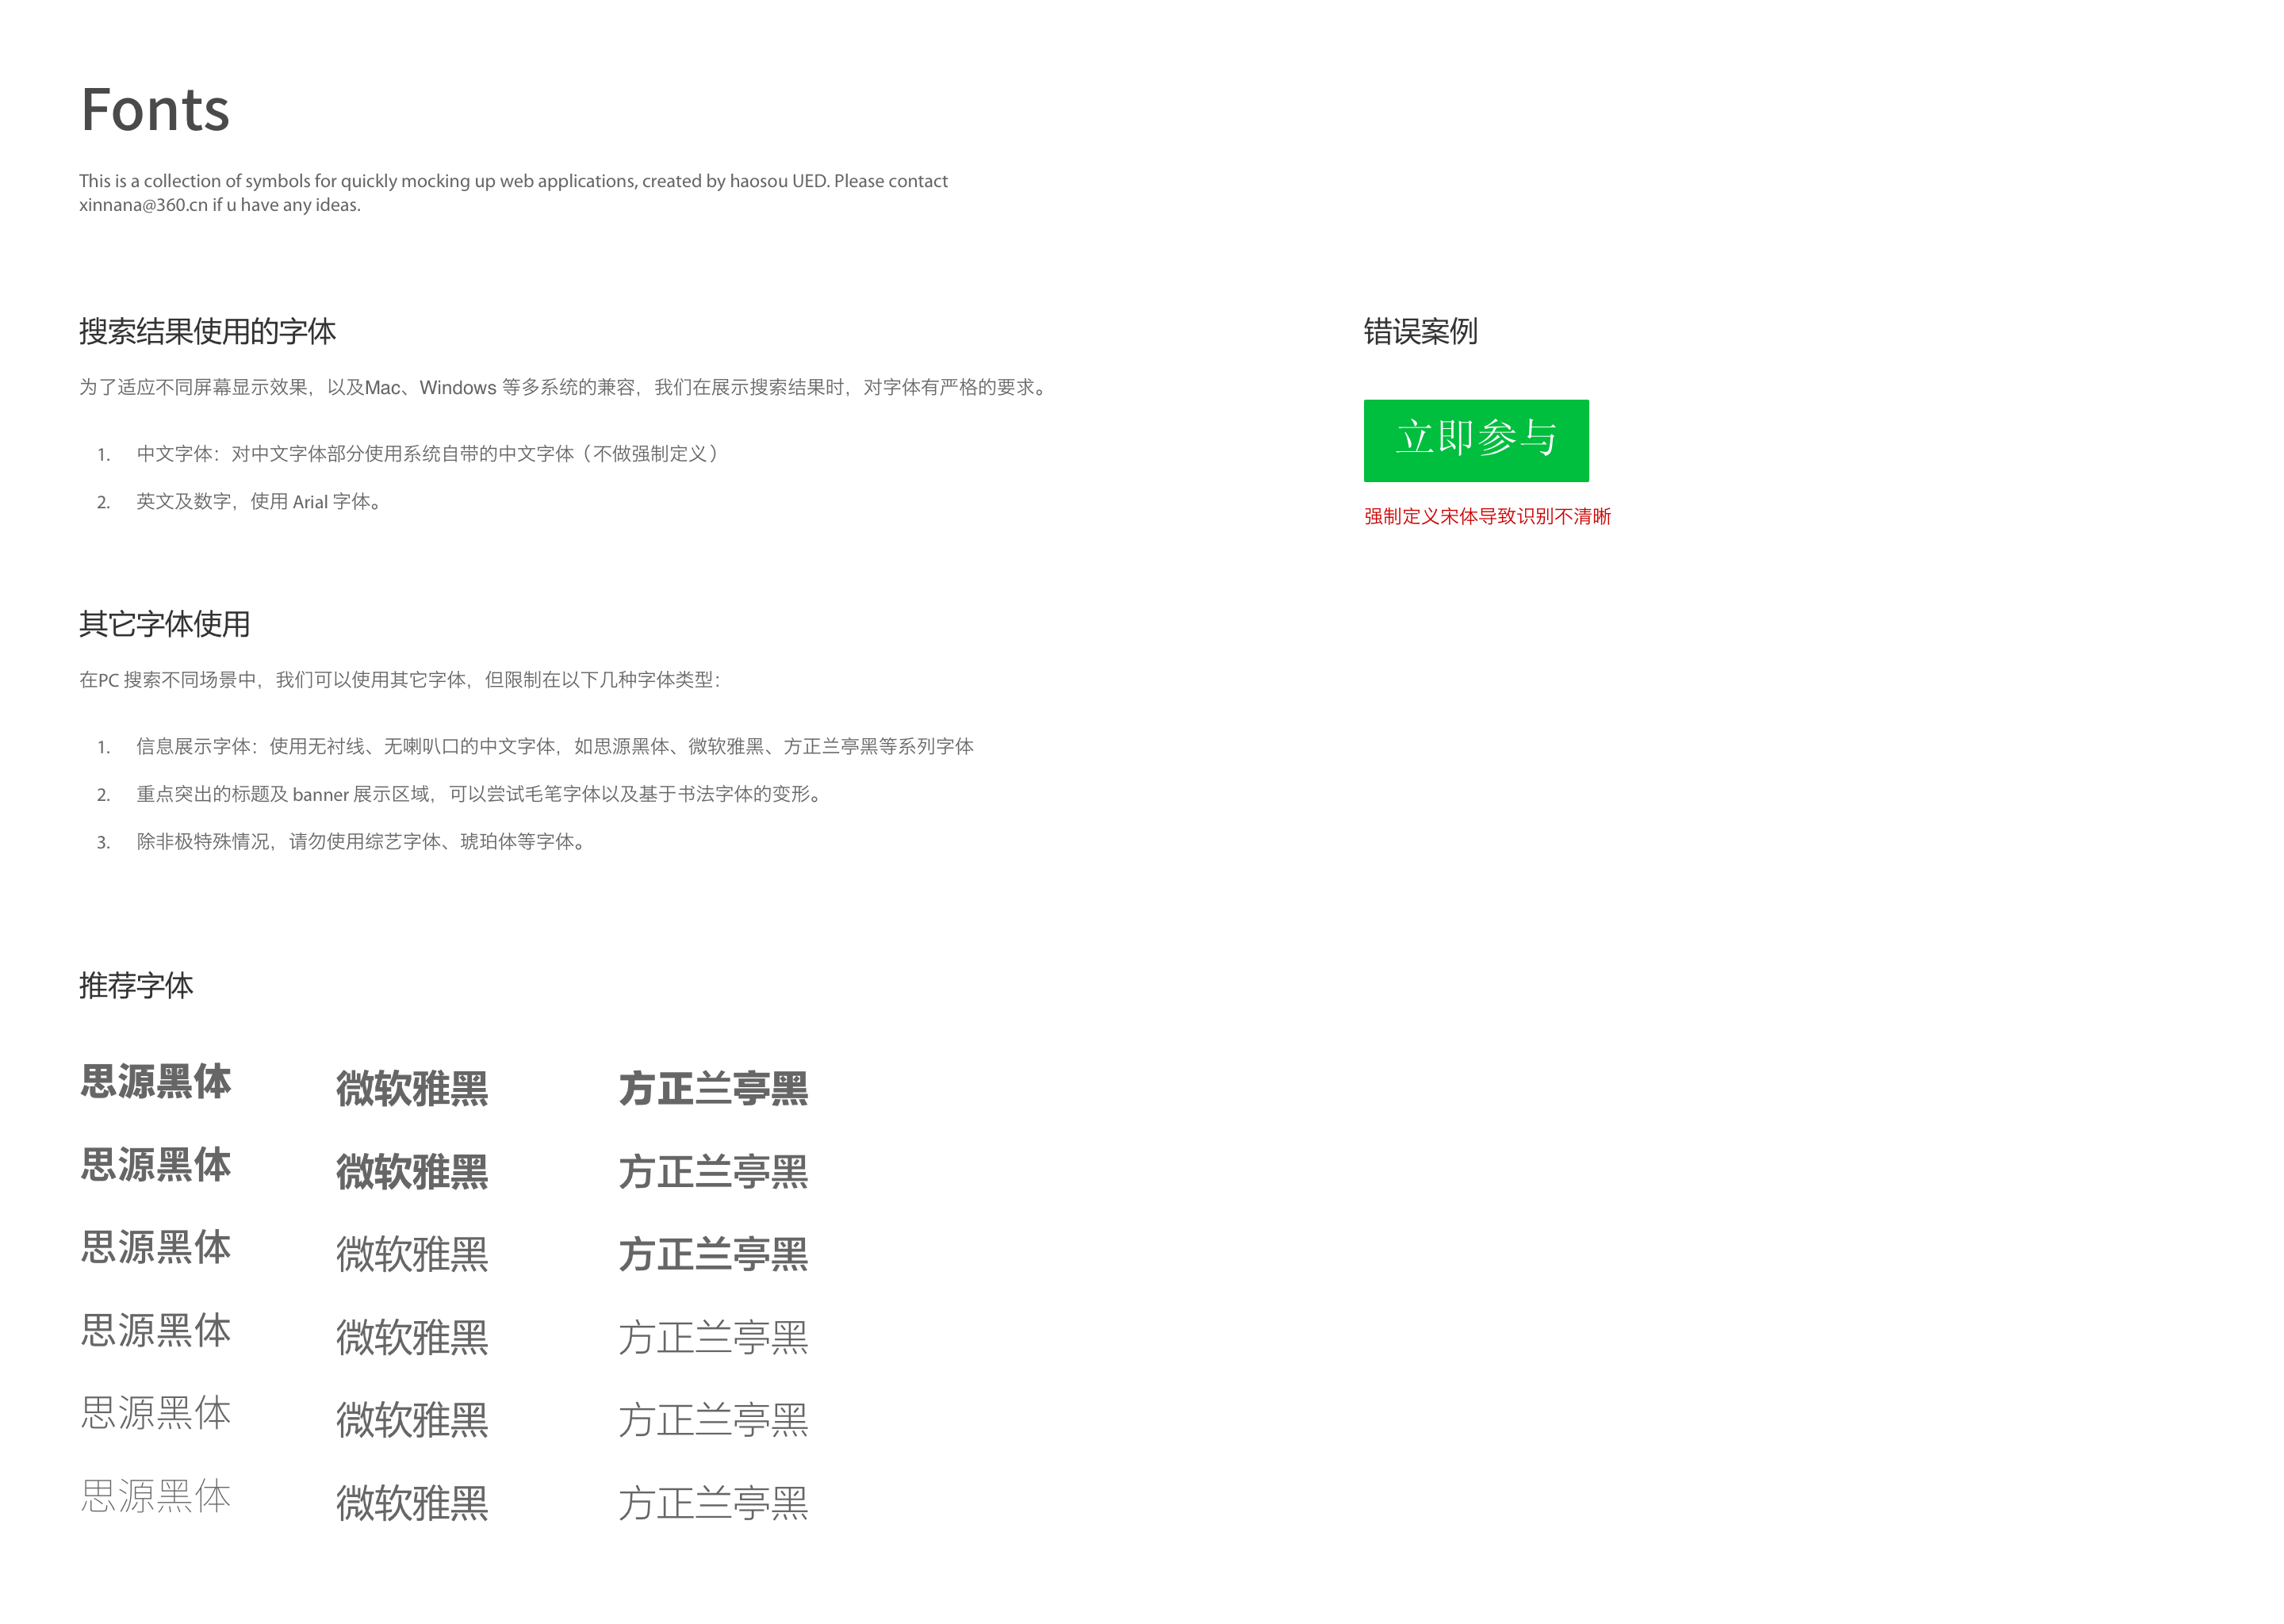 Fonts
This is a collection of symbols for quickly mocking up web applications, created by haosou UED. Please contact
xinnana@360.cn if u have any ideas.
搜索结果使用的字体
为了适应不同屏幕显示效果，以及Mac、Windows 等多系统的兼容，我们在展示搜索结果时，对字体有严格的要求。
1. 中文字体：对中文字体部分使用系统自带的中文字体（不做强制定义）
2. 英文及数字，使用 Arial 字体。
错误案例
立即参与
强制定义宋体导致识别不清晰
其它字体使用
在PC 搜索不同场景中，我们可以使用其它字体，但限制在以下几种字体类型：
1. 信息展示字体：使用无衬线、无喇叭口的中文字体，如思源黑体、微软雅黑、方正兰亭黑等系列字体
2. 重点突出的标题及 banner 展示区域，可以尝试毛笔字体以及基于书法字体的变形。
3. 除非极特殊情况，请勿使用综艺字体、琥珀体等字体。
推荐字体
思源黑体 微软雅黑 方正兰亭黑
思源黑体 微软雅黑 方正兰亭黑
思源黑体 微软雅黑 方正兰亭黑
思源黑体 微软雅黑 方正兰亭黑
思源黑体 微软雅黑 方正兰亭黑
思源黑体 微软雅黑 方正兰亭黑